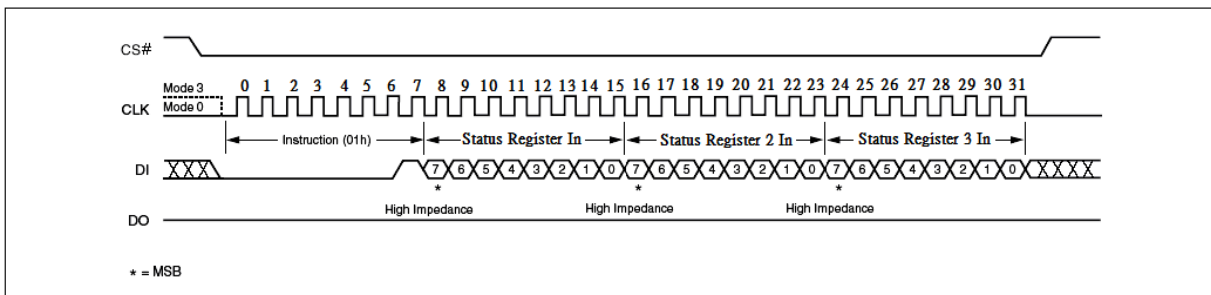 CS#
0 1 2 3 4 5 6 7 8 9 10 11 12 13 14 15 16 17 18 19 20 21 22 23 24 25 26 27 28 29 30 31
Mode 3
CLK Mode 0
Instruction (01h) Status Register In Status Register 2 In Status Register 3 In
DI 7 6 5 4 3 2 1 0 7 6 5 4 3 2 1 0 7 6 5 4 3 2 1 0
* * *
High Impedance High Impedance High Impedance
DO
* = MSB